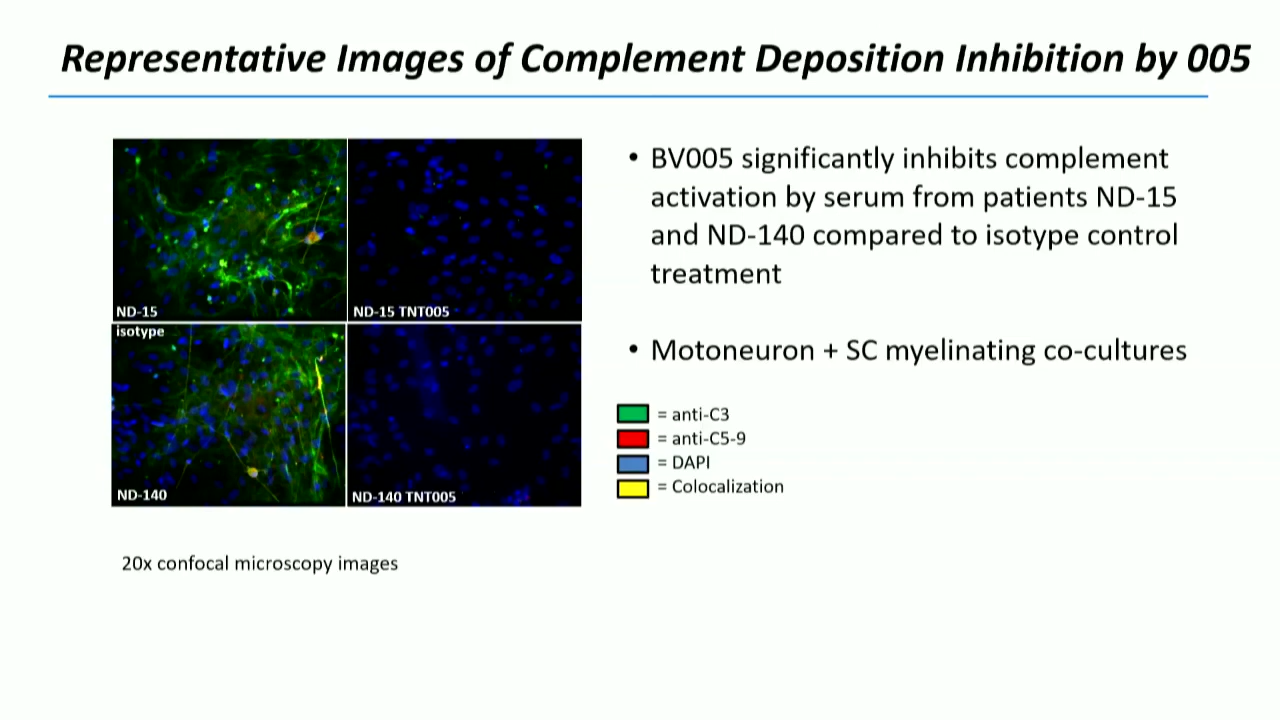 Representative Images of Complement Deposition Inhibition by 005
ND-15
ND-15 TNT005
isotype
ND-140
ND-140 TNT005
20x confocal microscopy images
• BV005 significantly inhibits complement
activation by serum from patients ND-15
and ND-140 compared to isotype control
treatment
• Motoneuron + SC myelinating co-cultures
= anti-C3
= anti-C5-9
= DAPI
= Colocalization